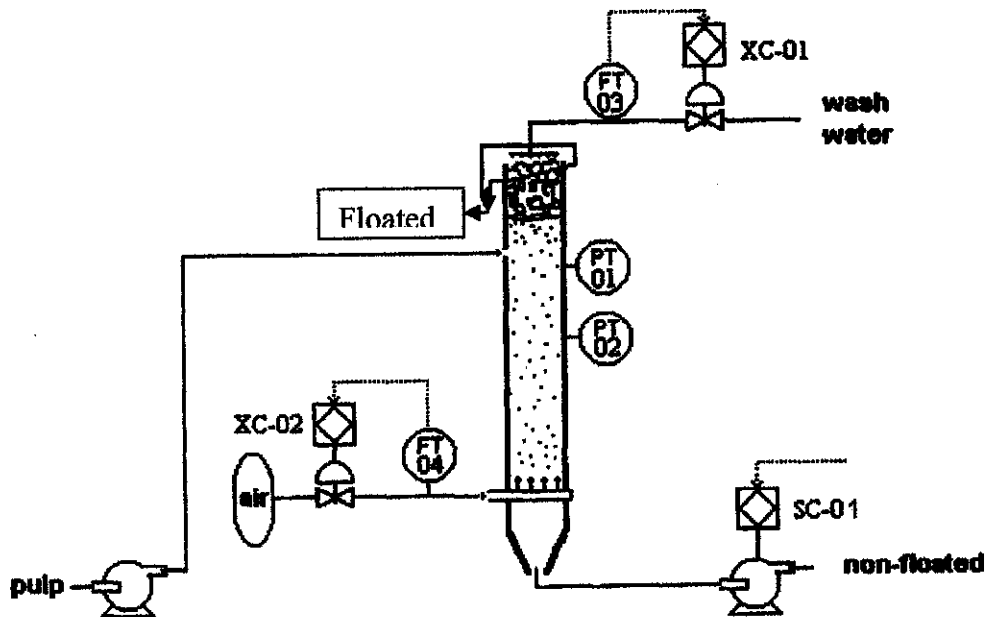 XC-01
FT
03
wash
water
Floated
PT
01
PT
02
XC-02
FT
04
air
SC-01
pulp
non-floated